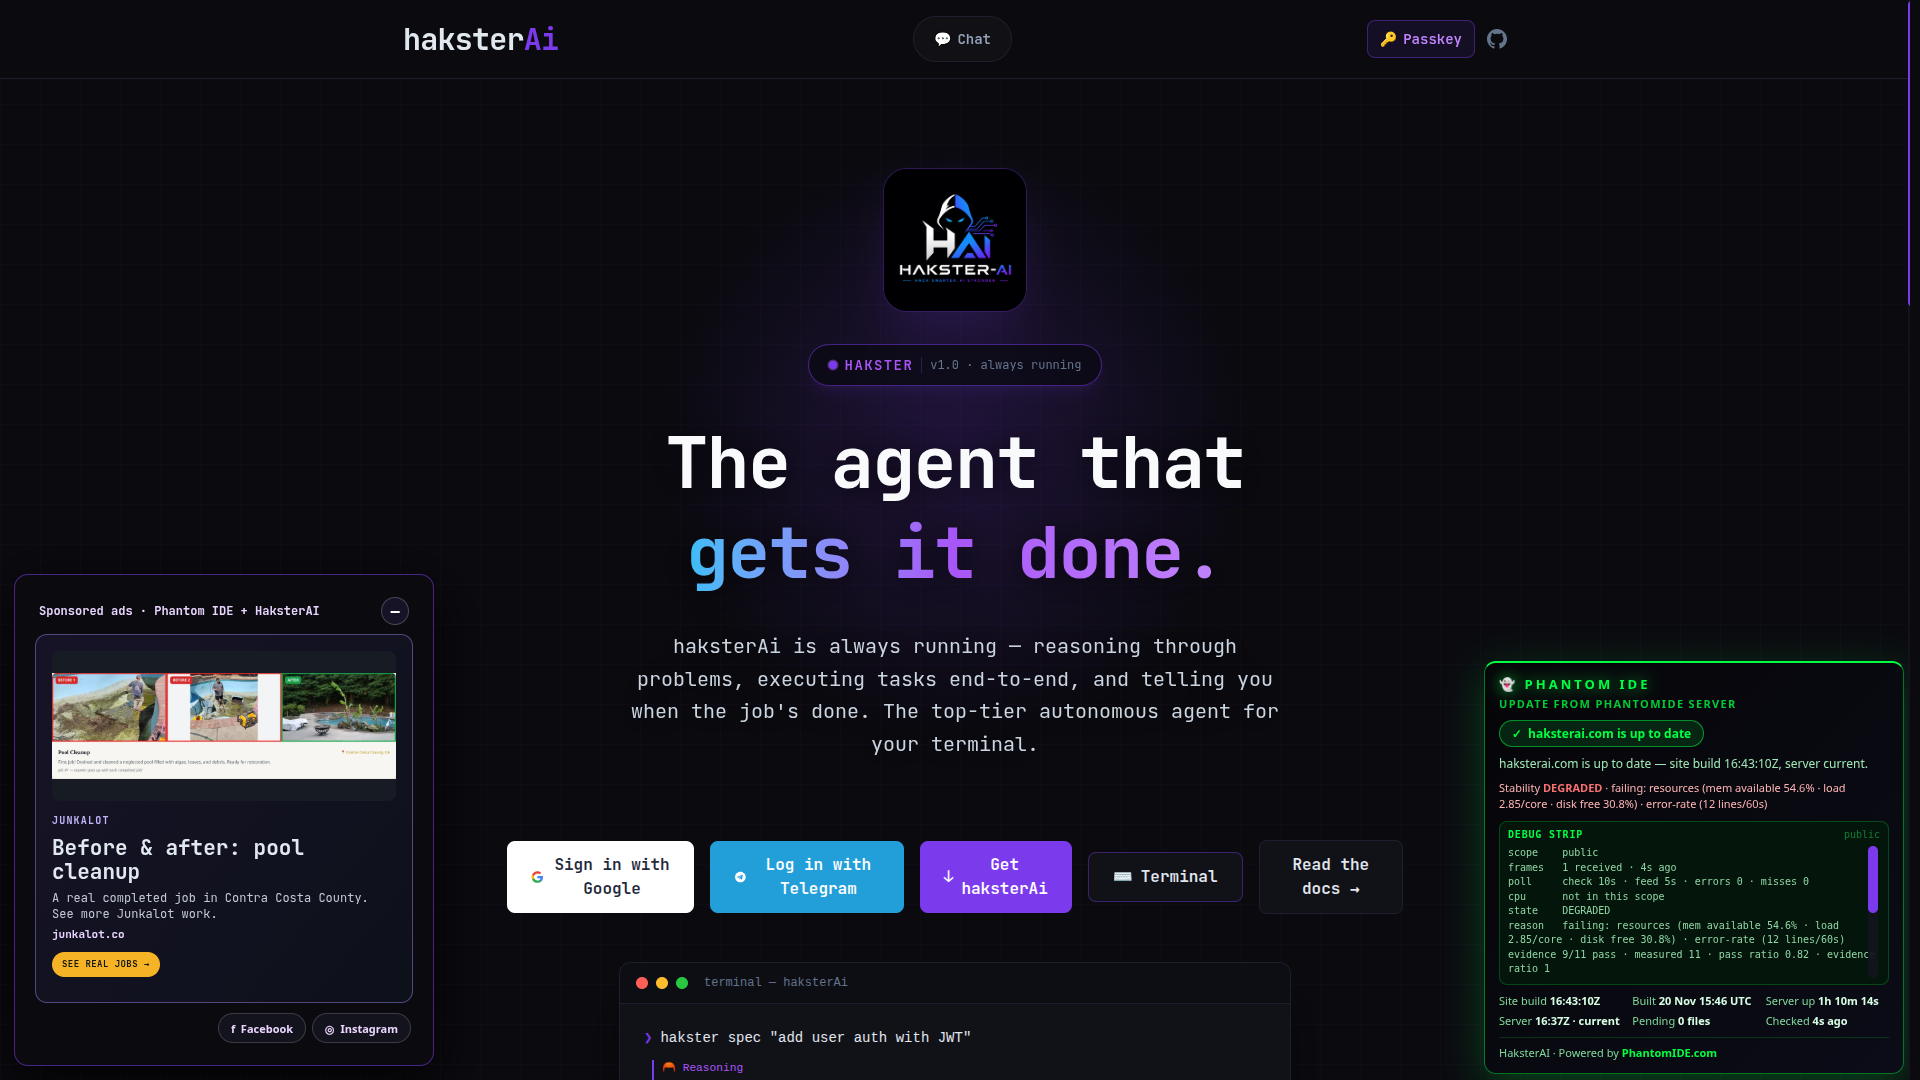 haksterAi
💬 Chat
🔑 Passkey
HAI
HAKSTER-AI
HAKSTER
v1.0 · always running
The agent that
gets it done.
haksterAi is always running — reasoning through
problems, executing tasks end-to-end, and telling you
when the job's done. The top-tier autonomous agent for
your terminal.
Sign in with
Google
Log in with
Telegram
↓ Get
haksterAi
⌨️ Terminal
Read the
docs →
terminal — haksterAi
❯ hakster spec "add user auth with JWT"
Reasoning
Sponsored ads · Phantom IDE + HaksterAI
–
BEFORE 1
BEFORE 2
AFTER
Pool Cleanup
JUNKALOT
Before & after: pool
cleanup
A real completed job in Contra Costa County.
See more Junkalot work.
junkalot.co
SEE REAL JOBS →
f Facebook
◎ Instagram
👻 PHANTOM IDE
UPDATE FROM PHANTOMIDE SERVER
✓ haksterai.com is up to date
haksterai.com is up to date — site build 16:43:10Z, server current.
Stability DEGRADED · failing: resources (mem available 54.6% · load
2.85/core · disk free 30.8%) · error-rate (12 lines/60s)
DEBUG STRIP
public
scope public
frames 1 received · 4s ago
poll check 10s · feed 5s · errors 0 · misses 0
cpu not in this scope
state DEGRADED
reason failing: resources (mem available 54.6% · load
2.85/core · disk free 30.8%) · error-rate (12 lines/60s)
evidence 9/11 pass · measured 11 · pass ratio 0.82 · evidenc
ratio 1
Site build 16:43:10Z
Built 20 Nov 15:46 UTC
Server up 1h 10m 14s
Server 16:37Z · current
Pending 0 files
Checked 4s ago
HaksterAI · Powered by PhantomIDE.com